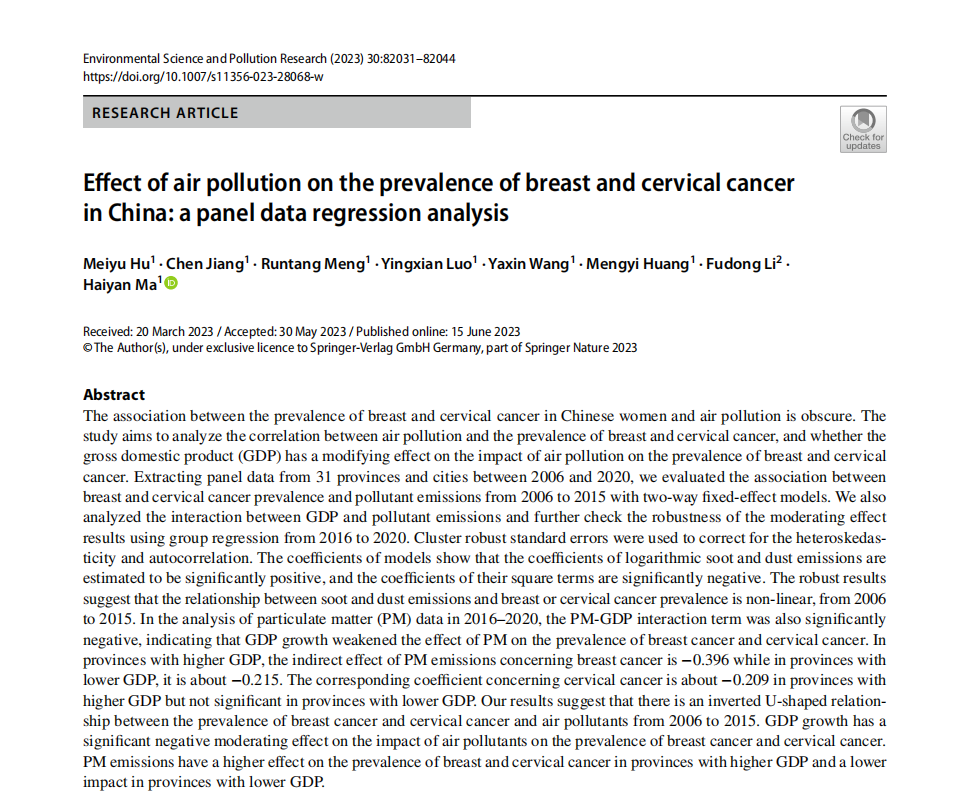 Environmental Science and Pollution Research (2023) 30:82031–82044
https://doi.org/10.1007/s11356-023-28068-w
RESEARCH ARTICLE
Check for
updates
Effect of air pollution on the prevalence of breast and cervical cancer
in China: a panel data regression analysis
Meiyu Hu1 · Chen Jiang1 · Runtang Meng1 · Yingxian Luo1 · Yaxin Wang1 · Mengyi Huang1 · Fudong Li2 ·
Haiyan Ma1 iD
Received: 20 March 2023 / Accepted: 30 May 2023 / Published online: 15 June 2023
© The Author(s), under exclusive licence to Springer-Verlag GmbH Germany, part of Springer Nature 2023
Abstract
The association between the prevalence of breast and cervical cancer in Chinese women and air pollution is obscure. The
study aims to analyze the correlation between air pollution and the prevalence of breast and cervical cancer, and whether the
gross domestic product (GDP) has a modifying effect on the impact of air pollution on the prevalence of breast and cervical
cancer. Extracting panel data from 31 provinces and cities between 2006 and 2020, we evaluated the association between
breast and cervical cancer prevalence and pollutant emissions from 2006 to 2015 with two-way fixed-effect models. We also
analyzed the interaction between GDP and pollutant emissions and further check the robustness of the moderating effect
results using group regression from 2016 to 2020. Cluster robust standard errors were used to correct for the heteroskedas-
ticity and autocorrelation. The coefficients of models show that the coefficients of logarithmic soot and dust emissions are
estimated to be significantly positive, and the coefficients of their square terms are significantly negative. The robust results
suggest that the relationship between soot and dust emissions and breast or cervical cancer prevalence is non-linear, from 2006
to 2015. In the analysis of particulate matter (PM) data in 2016–2020, the PM-GDP interaction term was also significantly
negative, indicating that GDP growth weakened the effect of PM on the prevalence of breast cancer and cervical cancer. In
provinces with higher GDP, the indirect effect of PM emissions concerning breast cancer is −0.396 while in provinces with
lower GDP, it is about −0.215. The corresponding coefficient concerning cervical cancer is about −0.209 in provinces with
higher GDP but not significant in provinces with lower GDP. Our results suggest that there is an inverted U-shaped relation-
ship between the prevalence of breast cancer and cervical cancer and air pollutants from 2006 to 2015. GDP growth has a
significant negative moderating effect on the impact of air pollutants on the prevalence of breast cancer and cervical cancer.
PM emissions have a higher effect on the prevalence of breast and cervical cancer in provinces with higher GDP and a lower
impact in provinces with lower GDP.